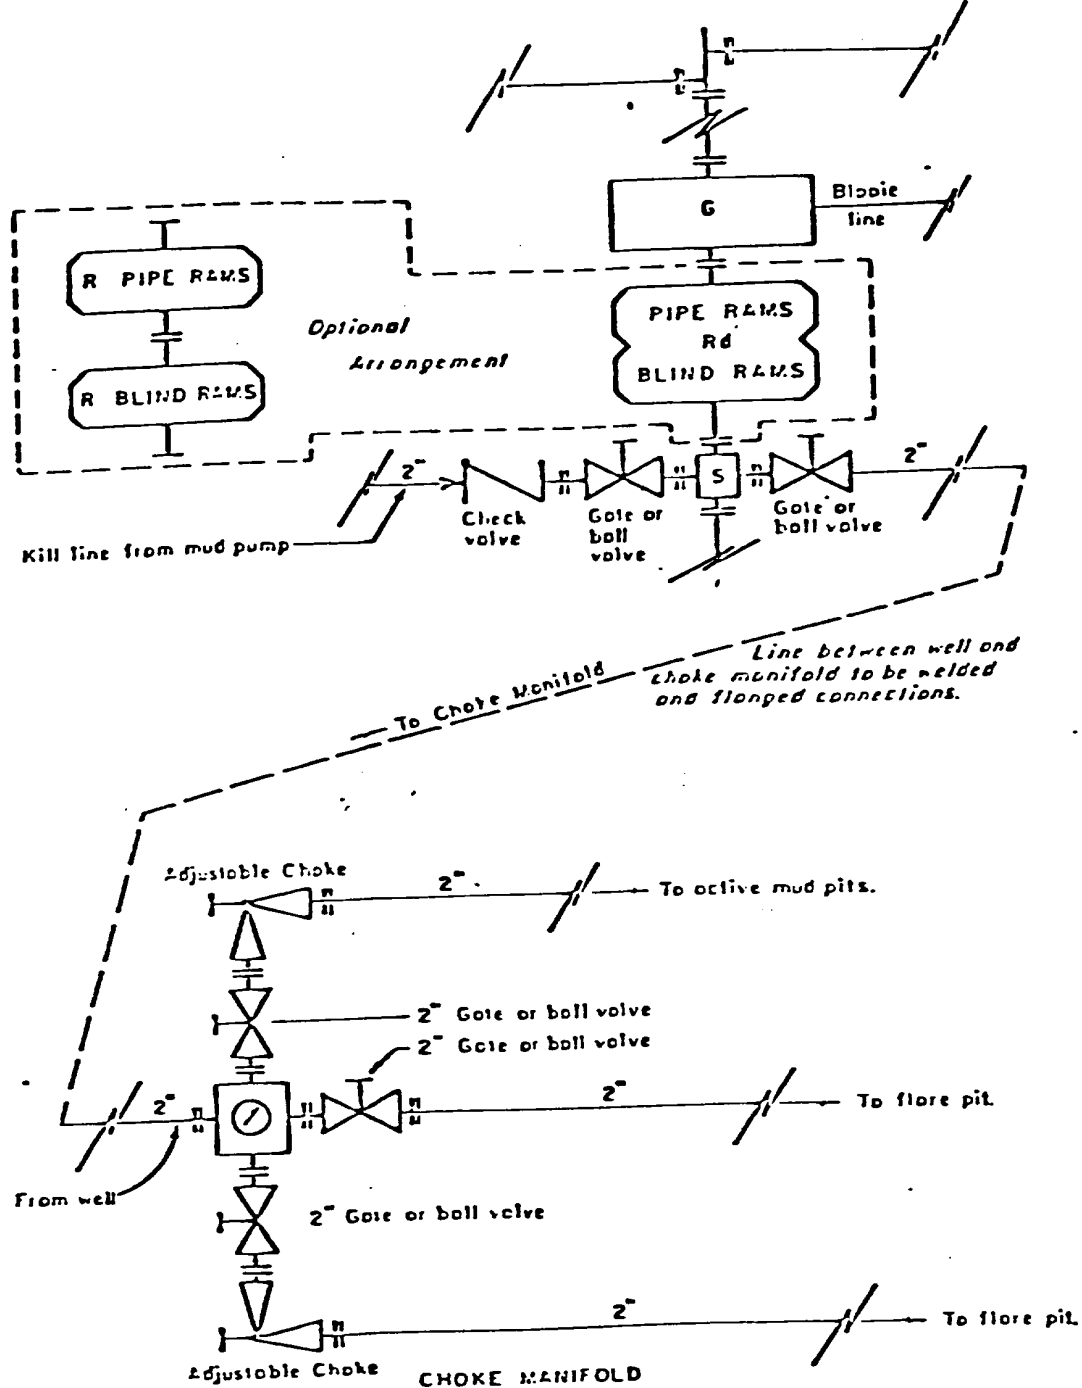 G
Blooie
line
R PIPE RAMS
R BLIND RAMS
Optional
Arrangement
PIPE RAMS
Rd
BLIND RAMS
2"
Check
valve
Gate or
ball
valve
S
Gate or
ball valve
2"
Kill line from mud pump
Line between well and
choke manifold to be welded
and flanged connections.
To Choke Manifold
Adjustable Choke
2"
To active mud pits.
2" Gate or ball valve
2" Gate or ball valve
2"
2"
To flare pit.
From well
2" Gate or ball valve
2"
To flare pit.
Adjustable Choke
CHOKE MANIFOLD